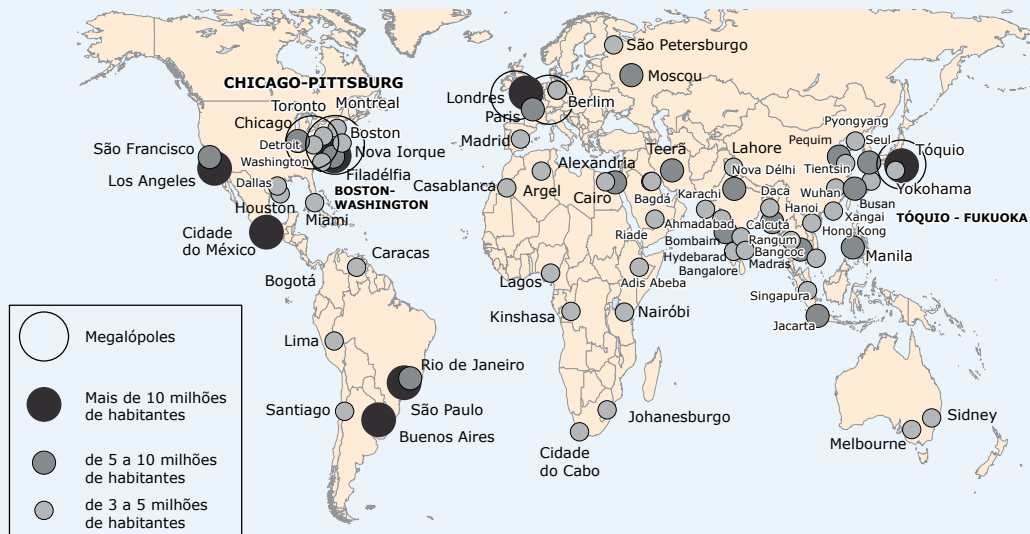 São Petersburgo
Moscou
CHICAGO-PITTSBURG
Londres
Berlim
Toronto
Montreal
Paris
Chicago
Boston
Madrid
Pyongyang
Detroit
São Francisco
Washington
Nova Iorque
Alexandria
Teerã
Lahore
Pequim
Seul
Tóquio
Los Angeles
Filadélfia
Nova Délhi
Tientsin
Dallas
BOSTON-
WASHINGTON
Casablanca
Argel
Cairo
Bagdá
Karachi
Daca
Wuhan
Yokohama
Houston
Hanoi
Busan
Miami
Riade
Ahmadabad
Calcutá
Xangai
TÓQUIO - FUKUOKA
Cidade
do México
Bombaim
Rangum
Hong Kong
Caracas
Hydebarad
Bangcoc
Manila
Bangalore
Madras
Bogotá
Lagos
Adis Abeba
Singapura
Kinshasa
Nairóbi
Jacarta
Lima
Megalópoles
Rio de Janeiro
Mais de 10 milhões
de habitantes
Santiago
São Paulo
Johanesburgo
Sidney
Buenos Aires
Melbourne
Cidade
do Cabo
de 5 a 10 milhões
de habitantes
de 3 a 5 milhões
de habitantes